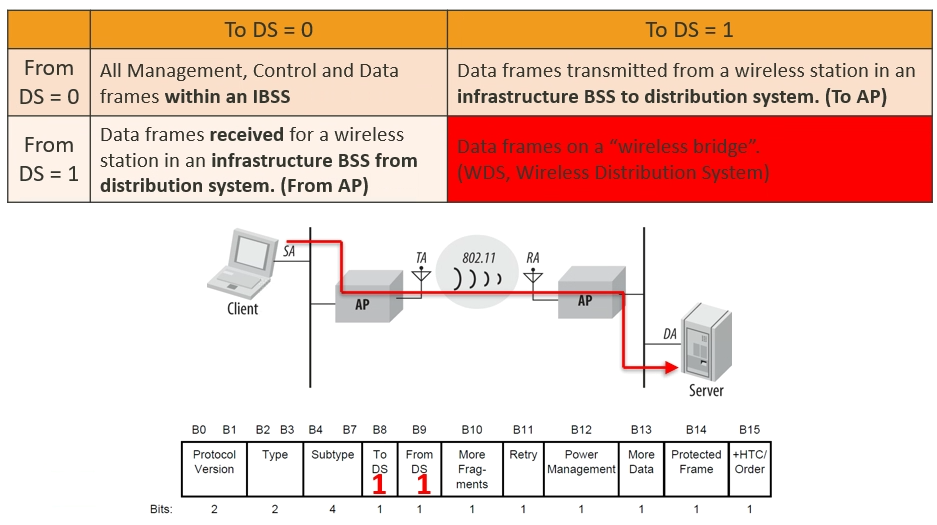 To DS = 0
To DS = 1
From
DS = 0
All Management, Control and Data
frames within an IBSS
Data frames transmitted from a wireless station in an
infrastructure BSS to distribution system. (To AP)
From
DS = 1
Data frames received for a wireless
station in an infrastructure BSS from
distribution system. (From AP)
Data frames on a “wireless bridge”.
(WDS, Wireless Distribution System)
SA
TA
802.11
RA
Client
AP
AP
DA
Server
B0 B1 B2 B3 B4 B7 B8 B9 B10 B11 B12 B13 B14 B15
Protocol
Version
Type
Subtype
To
DS
1
From
DS
1
More
Frag-
ments
Retry
Power
Management
More
Data
Protected
Frame
+HTC/
Order
Bits: 2 2 4 1 1 1 1 1 1 1 1